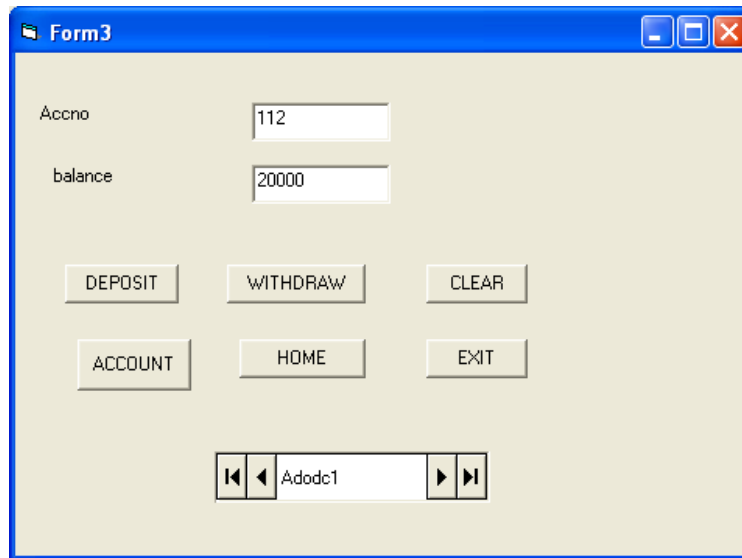 Form3
Accno 112
balance 20000
DEPOSIT WITHDRAW CLEAR
ACCOUNT HOME EXIT
Adodc1